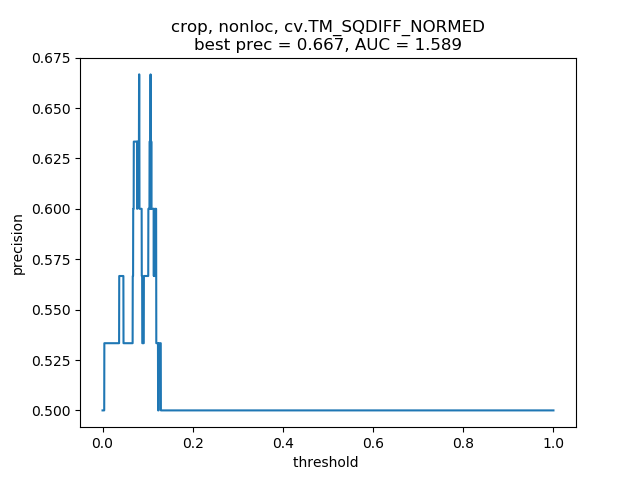 crop, nonloc, cv.TM_SQDIFF_NORMED
best prec = 0.667, AUC = 1.589
0.675
0.650
0.625
0.600
0.575
0.550
0.525
0.500
precision
0.0 0.2 0.4 0.6 0.8 1.0
threshold